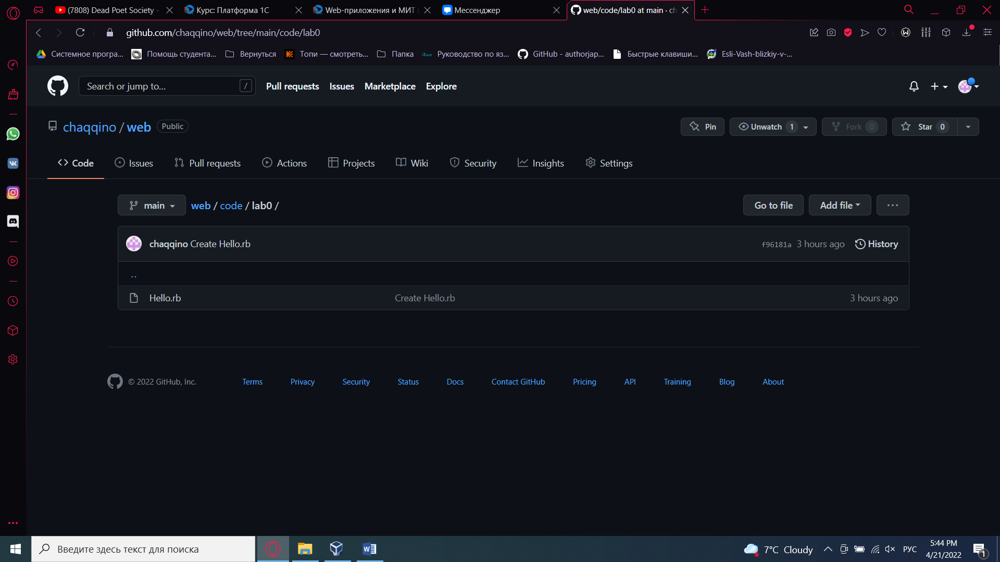 (7808) Dead Poet Society -
Курс: Платформа 1С
Web-приложения и МИТ (
Мессенджер
web/code/lab0 at main · ch
github.com/chaqqino/web/tree/main/code/lab0
Системное програ...
Помощь студента...
Вернуться
Топи — смотреть...
Папка
Руководство по яз...
GitHub - authorjap...
Быстрые клавиши...
Esli-Vash-blizkiy-v-...
Search or jump to...
/
Pull requests
Issues
Marketplace
Explore
chaqqino / web
Public
Pin
Unwatch 1
Fork 0
Star 0
Code
Issues
Pull requests
Actions
Projects
Wiki
Security
Insights
Settings
main
web / code / lab0 /
Go to file
Add file
...
chaqqino Create Hello.rb
f96181a 3 hours ago
History
..
Hello.rb
Create Hello.rb
3 hours ago
© 2022 GitHub, Inc.
Terms
Privacy
Security
Status
Docs
Contact GitHub
Pricing
API
Training
Blog
About
Введите здесь текст для поиска
7°C Cloudy
РУС
5:44 PM
4/21/2022
1